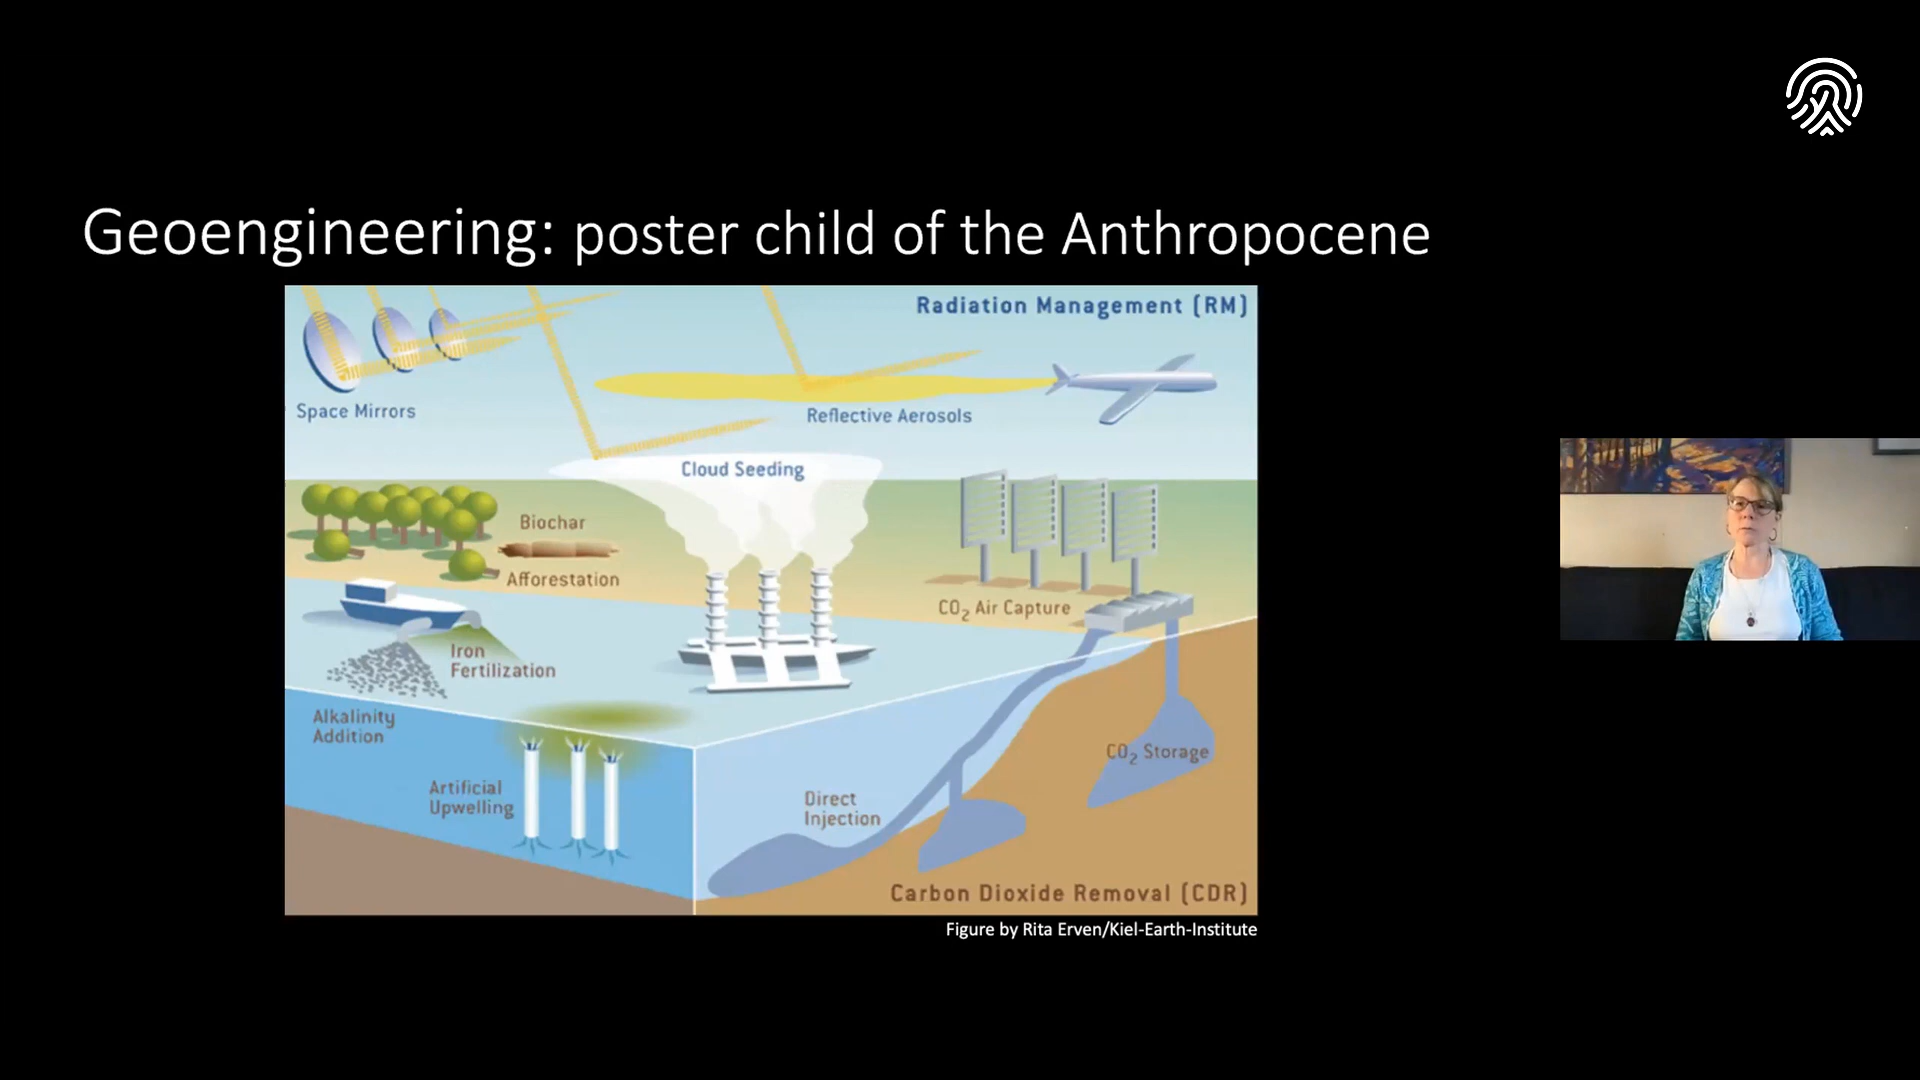 Geoengineering: poster child of the Anthropocene
Radiation Management (RM)
Space Mirrors
Reflective Aerosols
Cloud Seeding
Biochar
Afforestation
CO₂ Air Capture
Iron
Fertilization
Alkalinity
Addition
CO₂ Storage
Artificial
Upwelling
Direct
Injection
Carbon Dioxide Removal (CDR)
Figure by Rita Erven/Kiel-Earth-Institute